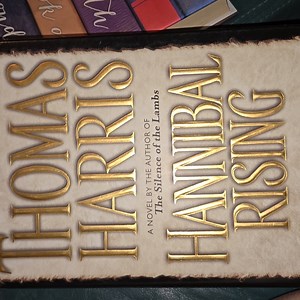 THOMAS
HARRIS
A NOVEL BY THE AUTHOR OF
The Silence of the Lambs
HANNIBAL
RISING